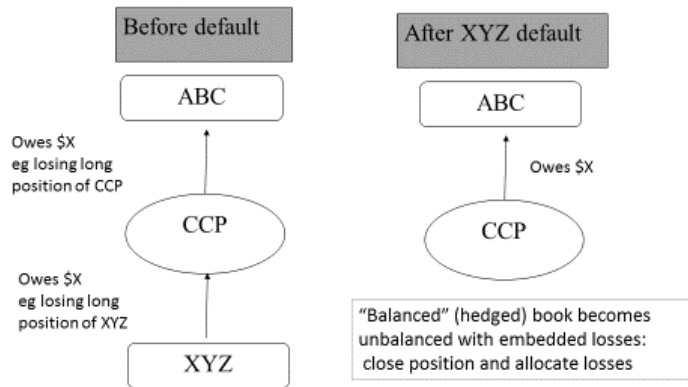 Before default
ABC
Owes $X
eg losing long
position of CCP
CCP
Owes $X
eg losing long
position of XYZ
XYZ
After XYZ default
ABC
Owes $X
CCP
“Balanced” (hedged) book becomes
unbalanced with embedded losses:
close position and allocate losses